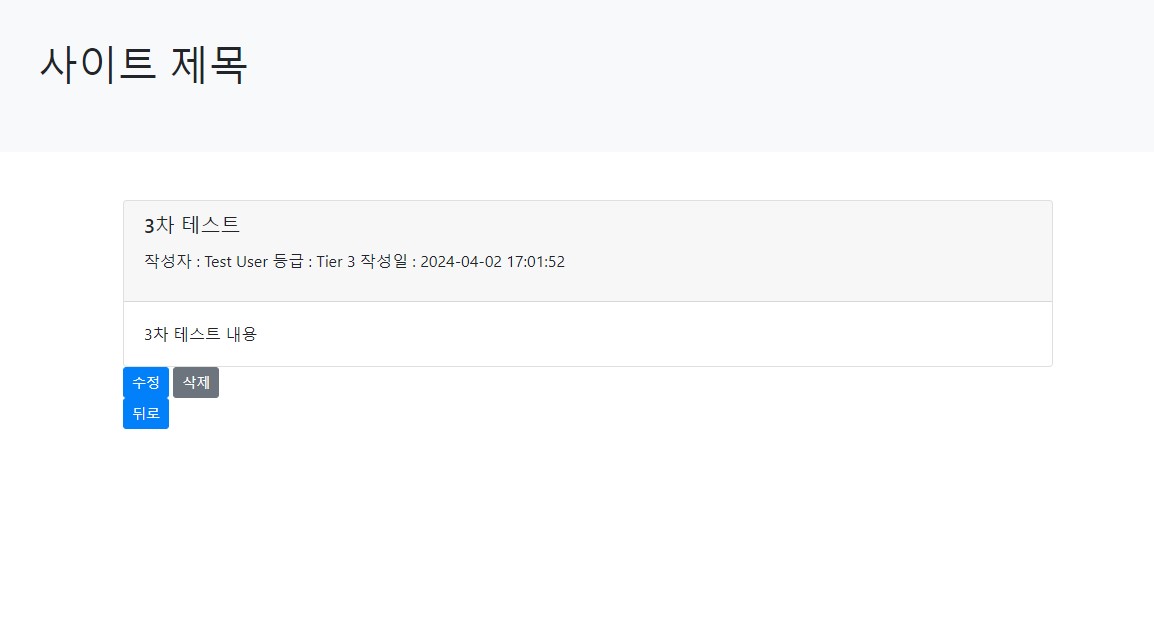 사이트 제목
3차 테스트
작성자 : Test User 등급 : Tier 3 작성일 : 2024-04-02 17:01:52
3차 테스트 내용
수정 삭제
뒤로